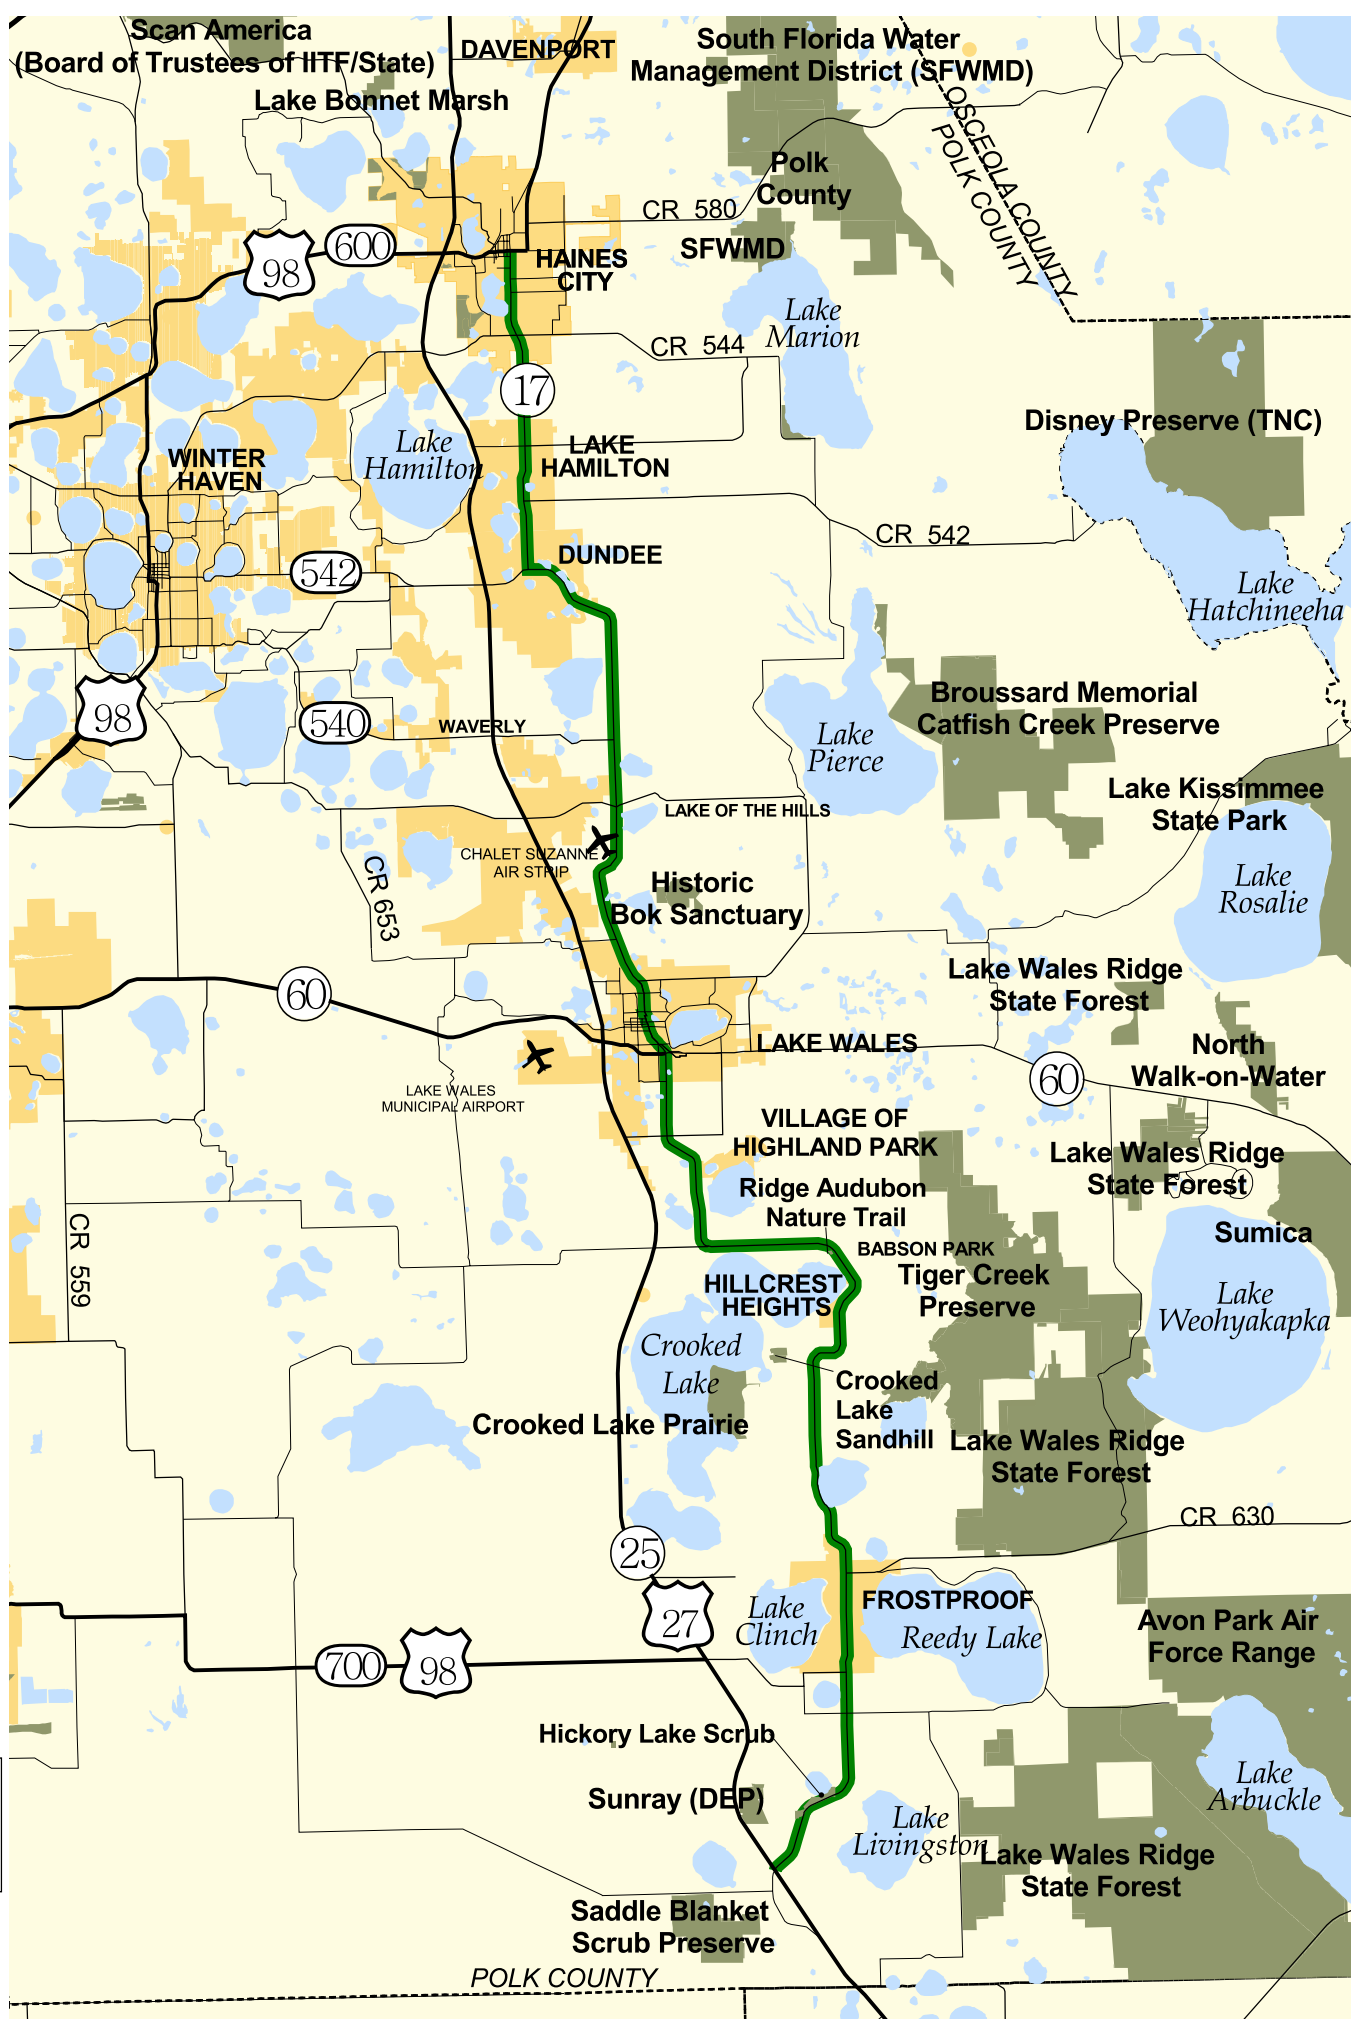 Scan America
(Board of Trustees of IITF/State)
DAVENPORT
South Florida Water
Management District (SFWMD)
Lake Bonnet Marsh
OSCEOLA COUNTY
POLK COUNTY
Polk
County
CR 580
600
98
SFWMD
HAINES
CITY
Lake
Marion
CR 544
17
Disney Preserve (TNC)
Lake
Hamilton
LAKE
HAMILTON
WINTER
HAVEN
CR 542
DUNDEE
542
Lake
Hatchineeha
98
540
WAVERLY
Broussard Memorial
Catfish Creek Preserve
Lake
Pierce
Lake Kissimmee
State Park
LAKE OF THE HILLS
CHALET SUZANNE
AIR STRIP
CR 653
Historic
Bok Sanctuary
Lake
Rosalie
60
Lake Wales Ridge
State Forest
LAKE WALES
North
Walk-on-Water
60
LAKE WALES
MUNICIPAL AIRPORT
VILLAGE OF
HIGHLAND PARK
Lake Wales Ridge
State Forest
Ridge Audubon
Nature Trail
CR 559
BABSON PARK
Sumica
Tiger Creek
Preserve
HILLCREST
HEIGHTS
Lake
Weohyakapka
Crooked
Lake
Crooked
Lake
Sandhill
Crooked Lake Prairie
Lake Wales Ridge
State Forest
CR 630
25
27
Lake
Clinch
FROSTPROOF
Reedy Lake
Avon Park Air
Force Range
700
98
Hickory Lake Scrub
Sunray (DEP)
Lake
Arbuckle
Lake
Livingston
Lake Wales Ridge
State Forest
Saddle Blanket
Scrub Preserve
POLK COUNTY